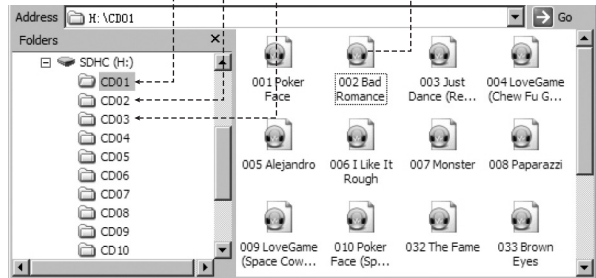 Address H:\CD01 Go
Folders ×
SDHC (H:)
CD01
CD02
CD03
CD04
CD05
CD06
CD07
CD08
CD09
CD10
001 Poker
Face
002 Bad
Romance
003 Just
Dance (Re...
004 LoveGame
(Chew Fu G...
005 Alejandro
006 I Like It
Rough
007 Monster
008 Paparazzi
009 LoveGame
(Space Cow...
010 Poker
Face (Sp...
032 The Fame
033 Brown
Eyes